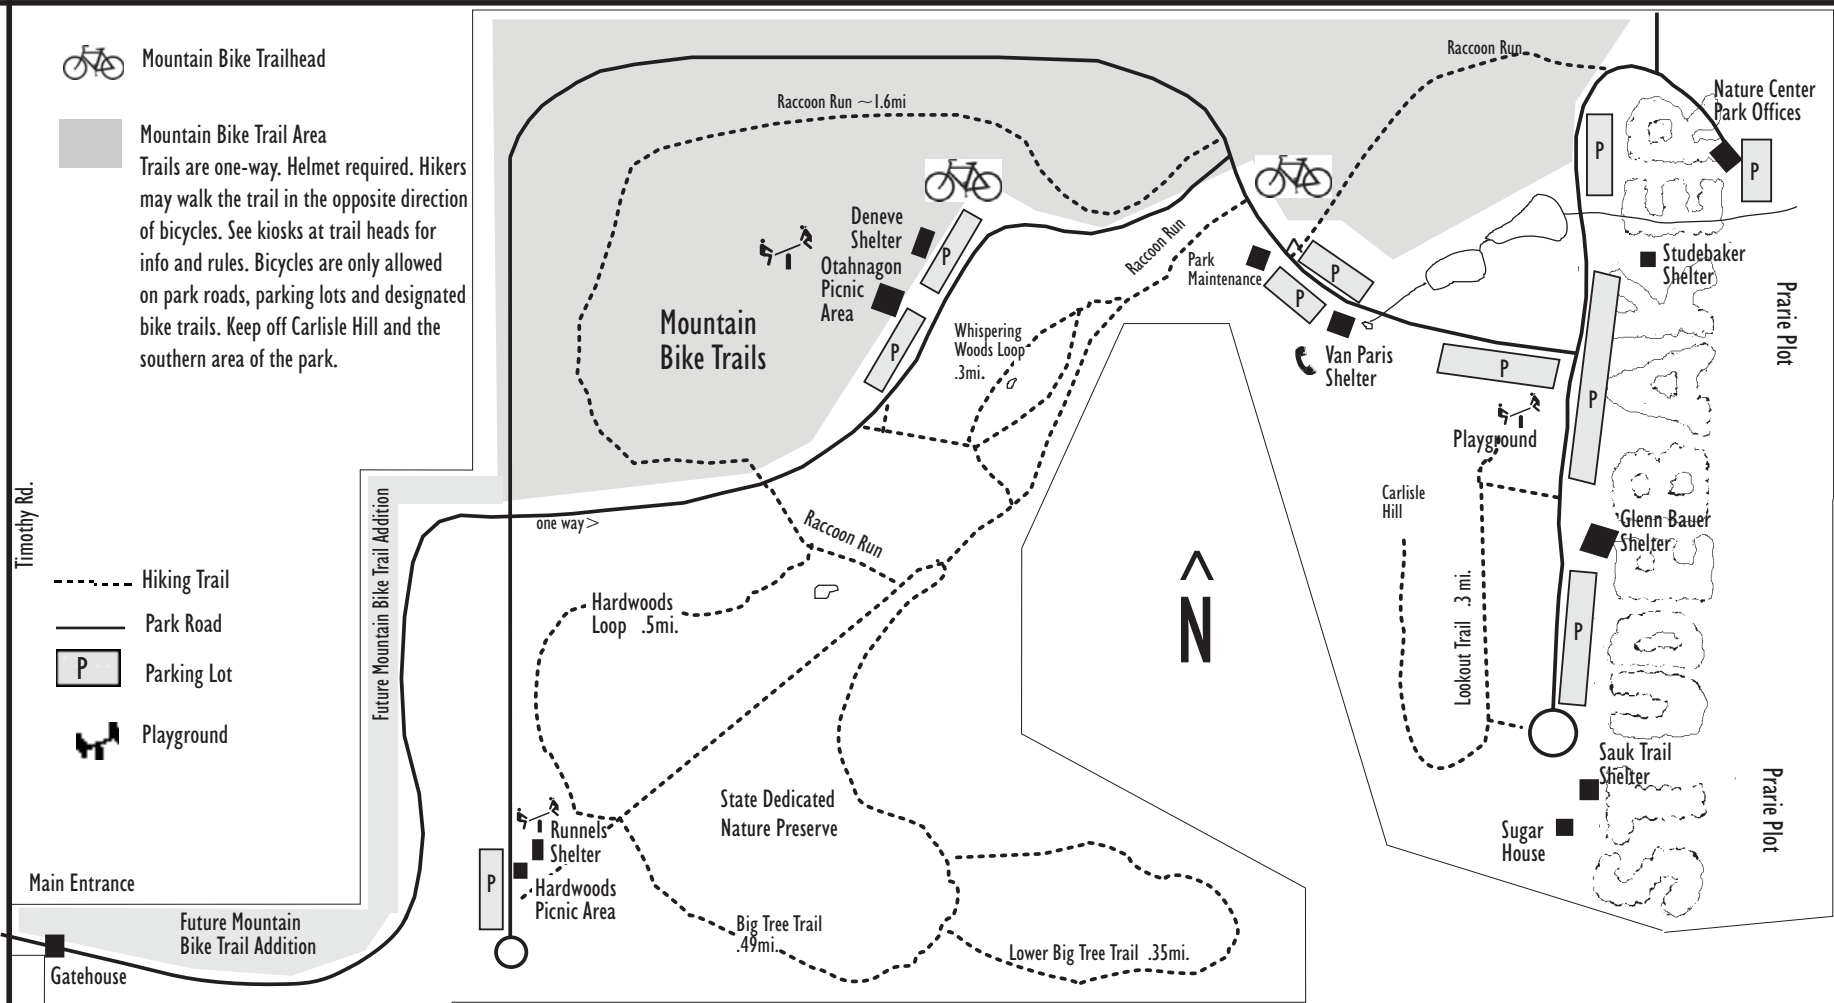 Mountain Bike Trailhead
Mountain Bike Trail Area
Trails are one-way. Helmet required. Hikers
may walk the trail in the opposite direction
of bicycles. See kiosks at trail heads for
info and rules. Bicycles are only allowed
on park roads, parking lots and designated
bike trails. Keep off Carlisle Hill and the
southern area of the park.
Timothy Rd.
Hiking Trail
Park Road
P
Parking Lot
Playground
Main Entrance
Future Mountain
Bike Trail Addition
Gatehouse
Future Mountain Bike Trail Addition
one way >
Raccoon Run ~1.6mi
Mountain
Bike Trails
Deneve
Shelter
Otahnagon
Picnic
Area
P
P
Whispering
Woods Loop
.3mi.
Raccoon Run
Raccoon Run
Hardwoods
Loop .5mi.
Runnels
Shelter
Hardwoods
Picnic Area
P
State Dedicated
Nature Preserve
Big Tree Trail
.49mi.
Lower Big Tree Trail .35mi.
^
N
Raccoon Run
Park
Maintenance
P
P
Van Paris
Shelter
P
Playground
Carlisle
Hill
Lookout Trail .3 mi.
Nature Center
Park Offices
P
P
Studebaker
Shelter
P
Glenn Bauer
Shelter
P
Sauk Trail
Shelter
Sugar
House
STUDEBAKER
Prarie Plot
Prarie Plot